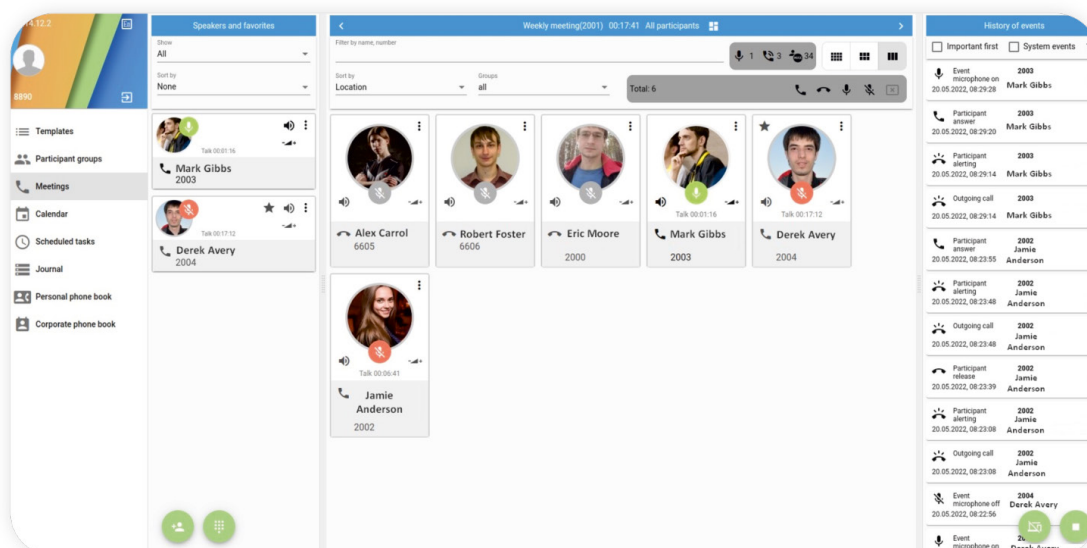 14.12.2
8890
Templates
Participant groups
Meetings
Calendar
Scheduled tasks
Journal
Personal phone book
Corporate phone book
Speakers and favorites
Show
All
Sort by
None
Talk 00:01:16
Mark Gibbs
2003
Talk 00:17:12
Derek Avery
2004
Weekly meeting(2001) 00:17:41 All participants
Filter by name, number
1 3 34
Sort by
Location
Groups
all
Total: 6
Alex Carrol
6605
Robert Foster
6606
Eric Moore
2000
Talk 00:01:16
Mark Gibbs
2003
Talk 00:17:12
Derek Avery
2004
Talk 00:06:41
Jamie
Anderson
2002
History of events
Important first System events
Event 2003
microphone on
20.05.2022, 08:29:28 Mark Gibbs
Participant 2003
answer
20.05.2022, 08:29:20 Mark Gibbs
Participant 2003
alerting
20.05.2022, 08:29:14 Mark Gibbs
Outgoing call 2003
20.05.2022, 08:29:14 Mark Gibbs
Participant 2002
answer Jamie
20.05.2022, 08:23:55 Anderson
Participant 2002
alerting Jamie
20.05.2022, 08:23:48 Anderson
Outgoing call 2002
Jamie
20.05.2022, 08:23:48 Anderson
Participant 2002
release Jamie
20.05.2022, 08:23:39 Anderson
Participant 2002
alerting Jamie
20.05.2022, 08:23:08 Anderson
Outgoing call 2002
Jamie
20.05.2022, 08:23:08 Anderson
Event 2004
microphone off Derek Avery
20.05.2022, 08:22:56
Event
microphone on Derek Avery